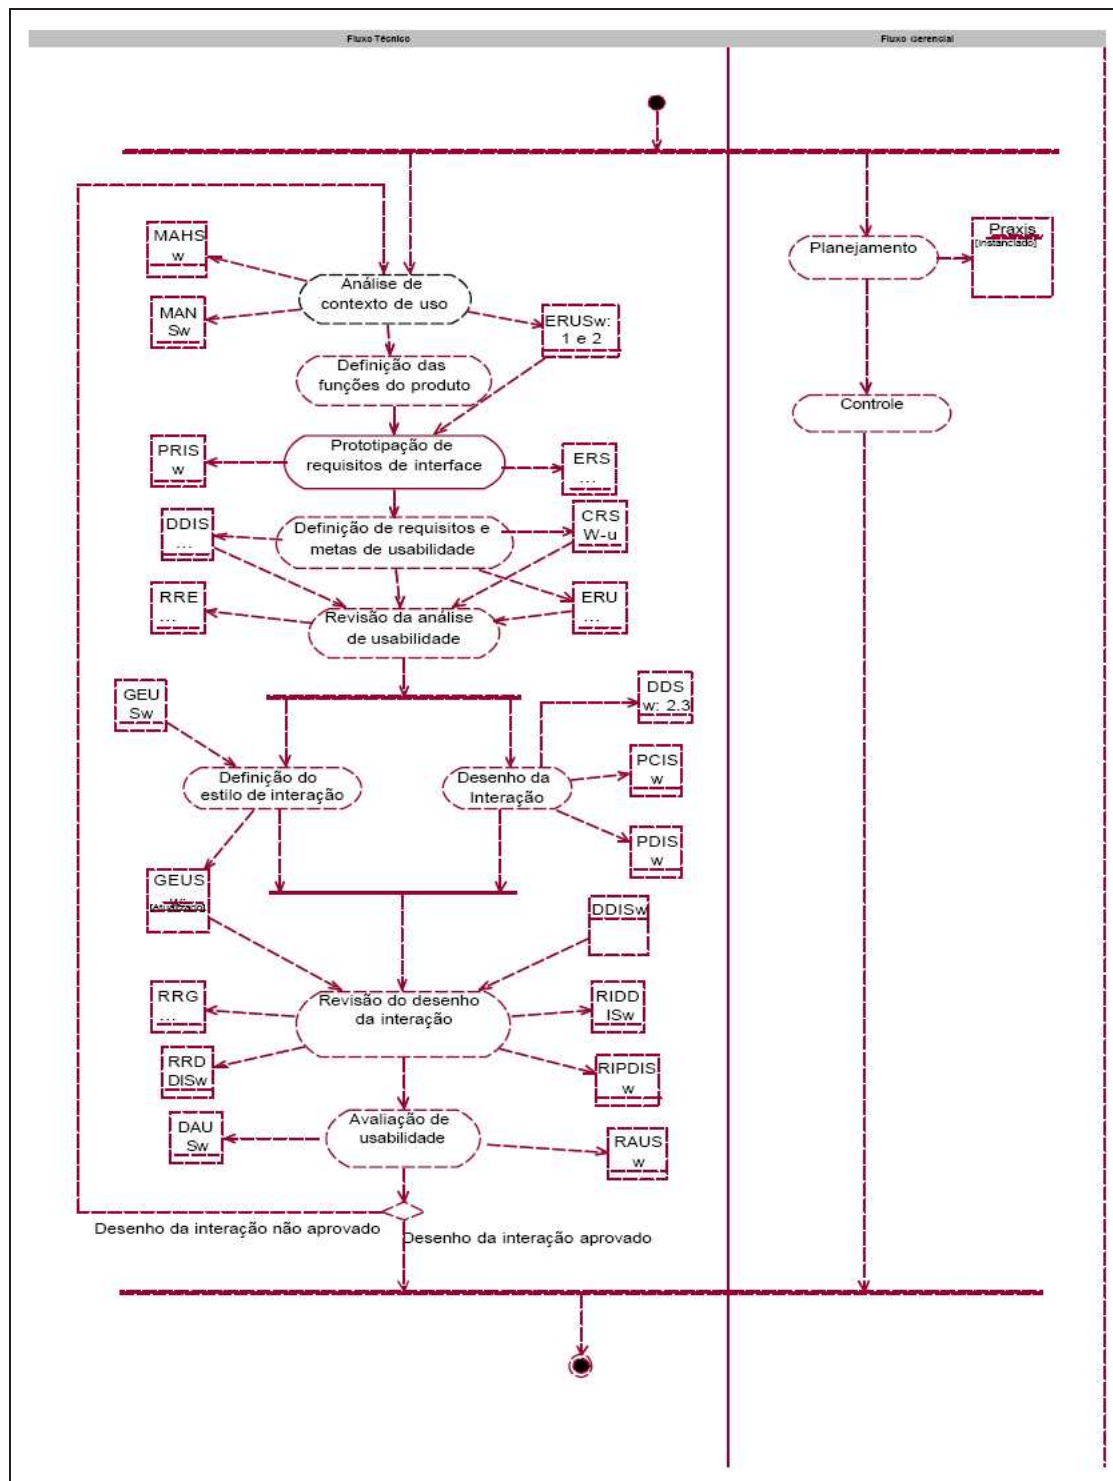 Fluxo Técnico
Fluxo Gerencial
MAHS
w
Praxis
[Instanciado]
Planejamento
Análise de
contexto de uso
MAN
Sw
ERUSw:
1 e 2
Definição das
funções do produto
Controle
Prototipação de
requisitos de interface
PRIS
w
ERS
...
DDIS
...
Definição de requisitos e
metas de usabilidade
CRS
W-u
RRE
...
Revisão da análise
de usabilidade
ERU
...
GEU
Sw
DDS
w: 2.3
Definição do
estilo de interação
Desenho da
Interação
PCIS
w
PDIS
w
GEUS
[Atualizado]
DDISw
RRG
...
Revisão do desenho
da interação
RIDD
ISw
RRD
DISw
RIPDIS
w
DAU
Sw
Avaliação de
usabilidade
RAUS
w
Desenho da interação não aprovado
Desenho da interação aprovado